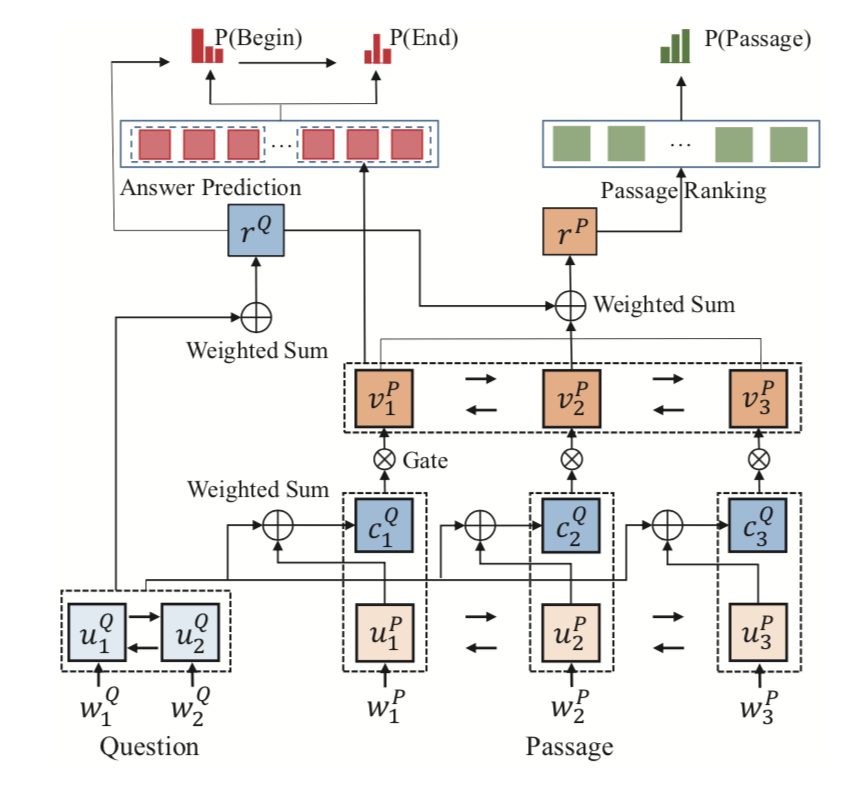 P(Begin) P(End) P(Passage)
... ...
Answer Prediction Passage Ranking
r^Q r^P
Weighted Sum
Weighted Sum
v_1^P v_2^P v_3^P
Gate
Weighted Sum
c_1^Q c_2^Q c_3^Q
u_1^Q u_2^Q u_1^P u_2^P u_3^P
w_1^Q w_2^Q w_1^P w_2^P w_3^P
Question Passage